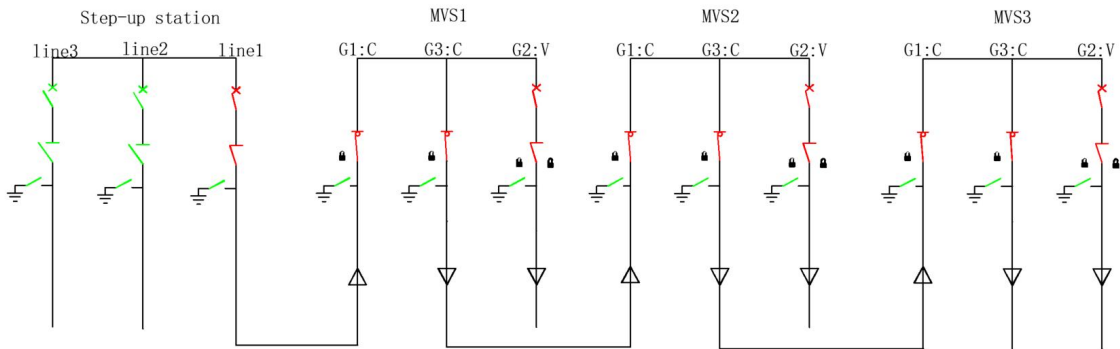 Step-up station MVS1 MVS2 MVS3
line3 line2 line1 G1:C G3:C G2:V G1:C G3:C G2:V G1:C G3:C G2:V